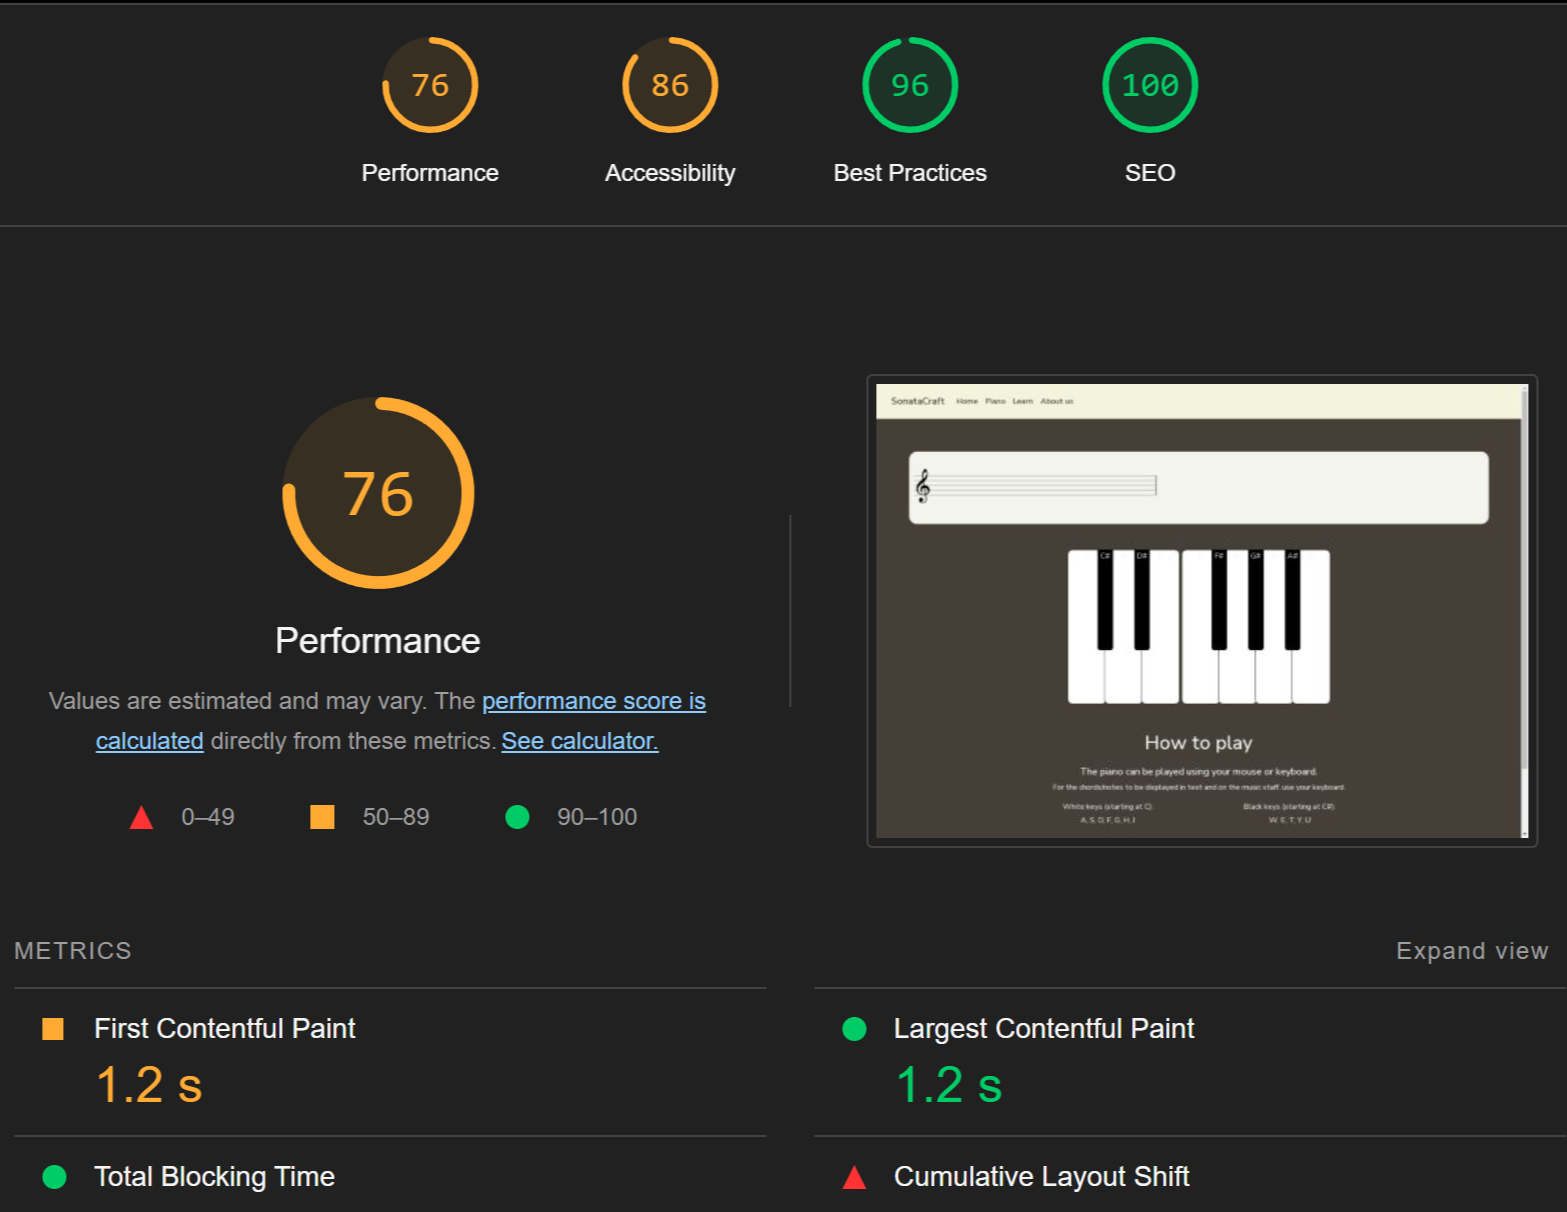 76
86
96
100
Performance
Accessibility
Best Practices
SEO
76
Performance
Values are estimated and may vary. The performance score is
calculated directly from these metrics. See calculator.
0–49
50–89
90–100
SonataCraft Home Piano Learn About us
C# D# F# G# A#
How to play
The piano can be played using your mouse or keyboard.
For the chords/notes to be displayed in text and on the music staff use your keyboard.
White keys (starting at C):
Black keys (starting at C#):
A, S, D, F, G, H, J
W, E, T, Y, U
METRICS
Expand view
First Contentful Paint
1.2 s
Largest Contentful Paint
1.2 s
Total Blocking Time
Cumulative Layout Shift